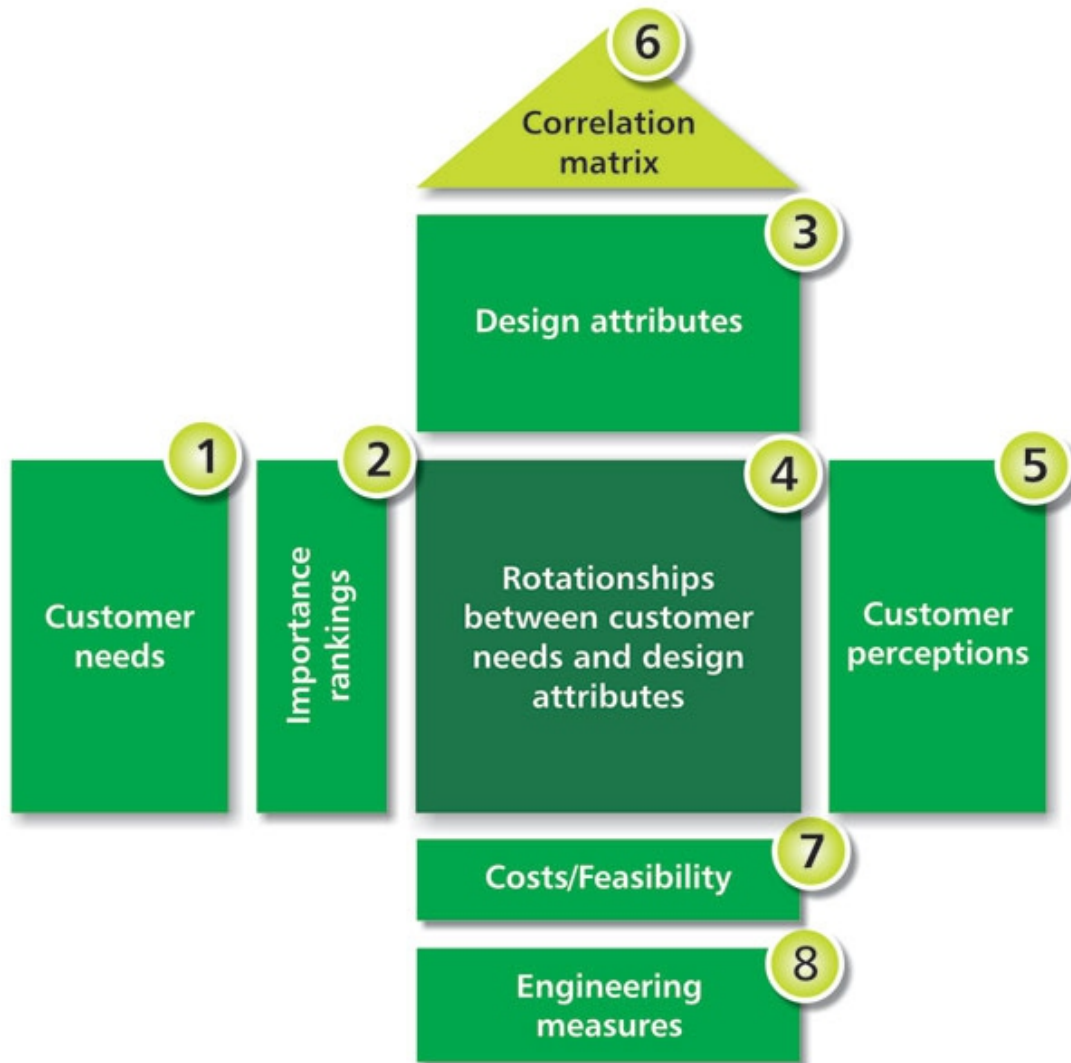 6
Correlation
matrix
3
Design attributes
1
Customer
needs
2
Importance
rankings
4
Rotationships
between customer
needs and design
attributes
5
Customer
perceptions
7
Costs/Feasibility
8
Engineering
measures